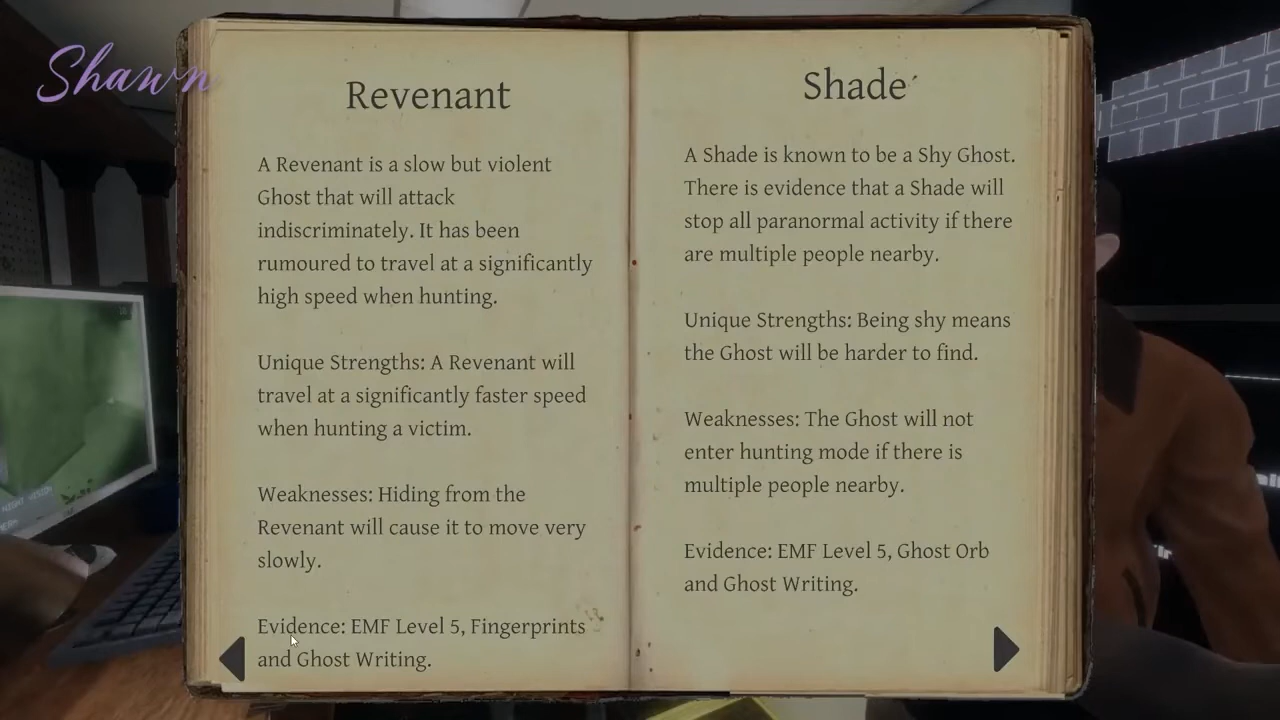 Shawn
Revenant
A Revenant is a slow but violent
Ghost that will attack
indiscriminately. It has been
rumoured to travel at a significantly
high speed when hunting.
Unique Strengths: A Revenant will
travel at a significantly faster speed
when hunting a victim.
Weaknesses: Hiding from the
Revenant will cause it to move very
slowly.
Evidence: EMF Level 5, Fingerprints
and Ghost Writing.
Shade
A Shade is known to be a Shy Ghost.
There is evidence that a Shade will
stop all paranormal activity if there
are multiple people nearby.
Unique Strengths: Being shy means
the Ghost will be harder to find.
Weaknesses: The Ghost will not
enter hunting mode if there is
multiple people nearby.
Evidence: EMF Level 5, Ghost Orb
and Ghost Writing.